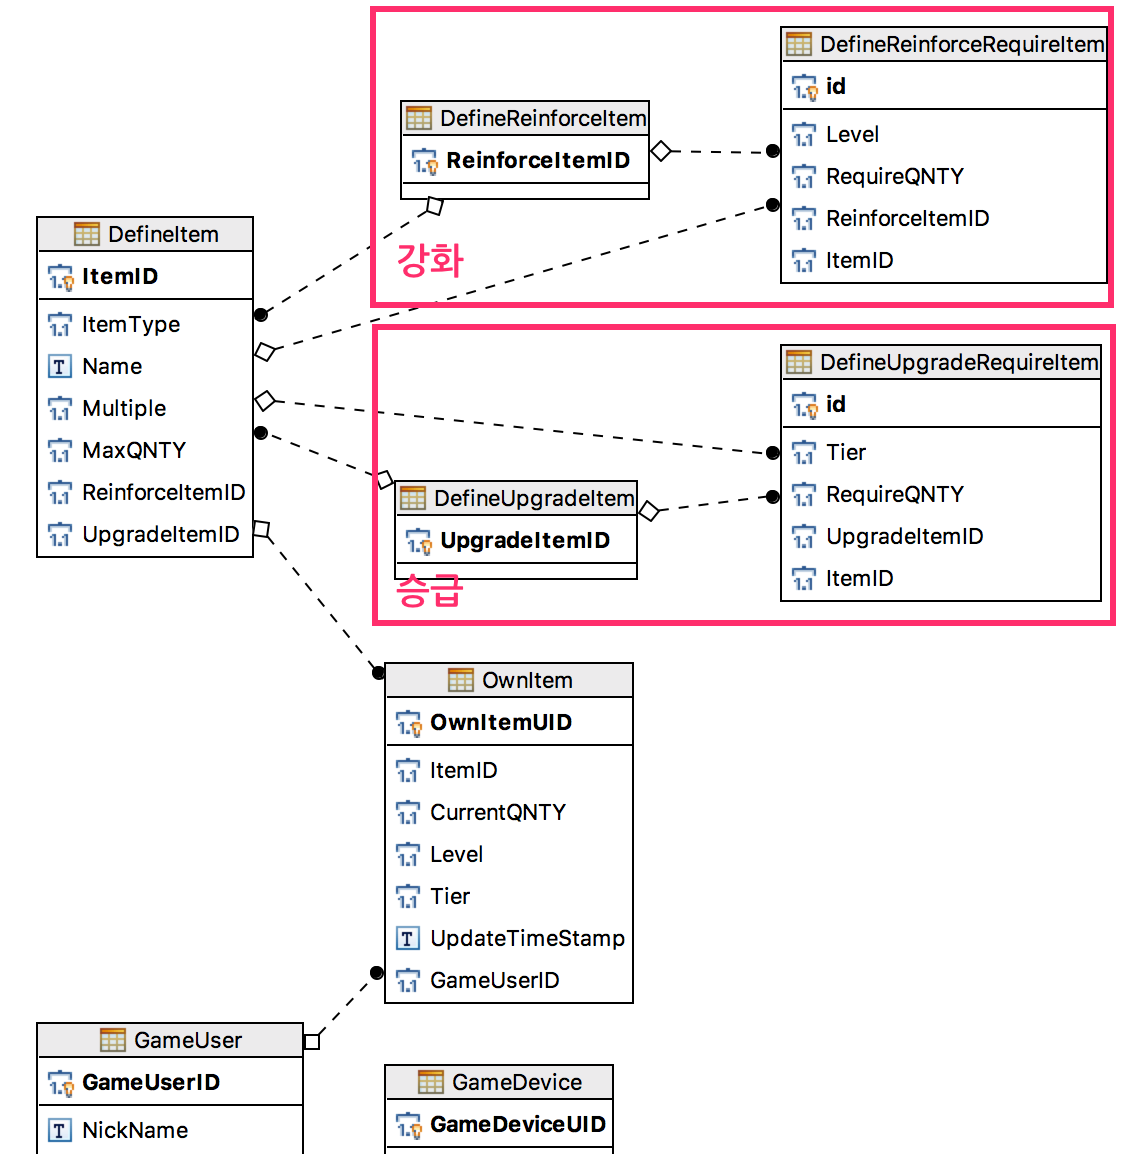 DefineReinforceRequireItem
id
Level
RequireQNTY
ReinforceItemID
ItemID
DefineReinforceItem
ReinforceItemID
강화
DefineItem
ItemID
ItemType
Name
Multiple
MaxQNTY
ReinforceItemID
UpgradeItemID
DefineUpgradeRequireItem
id
Tier
RequireQNTY
UpgradeItemID
ItemID
DefineUpgradeItem
UpgradeItemID
승급
OwnItem
OwnItemUID
ItemID
CurrentQNTY
Level
Tier
UpdateTimeStamp
GameUserID
GameUser
GameUserID
NickName
GameDevice
GameDeviceUID